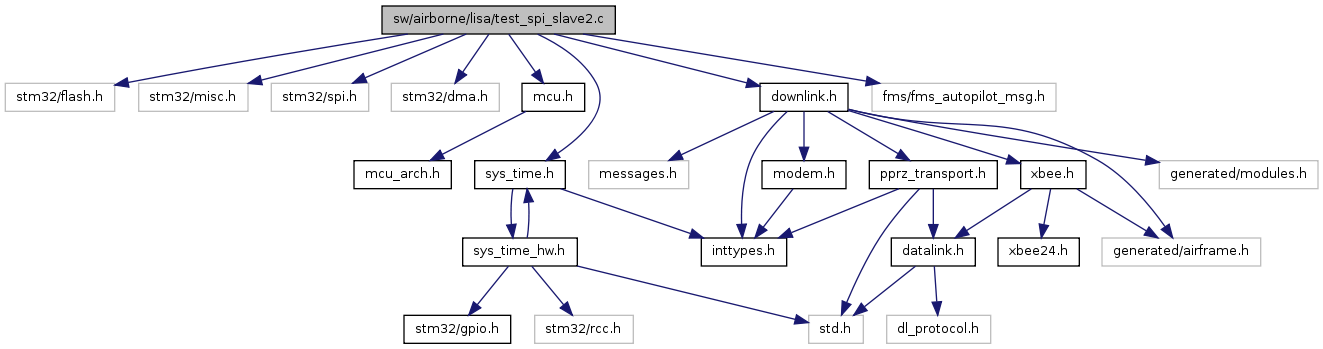 sw/airborne/lisa/test_spi_slave2.c
stm32/flash.h
stm32/misc.h
stm32/spi.h
stm32/dma.h
mcu.h
downlink.h
fms/fms_autopilot_msg.h
mcu_arch.h
sys_time.h
messages.h
modem.h
pprz_transport.h
xbee.h
generated/modules.h
sys_time_hw.h
inttypes.h
datalink.h
xbee24.h
generated/airframe.h
stm32/gpio.h
stm32/rcc.h
std.h
dl_protocol.h